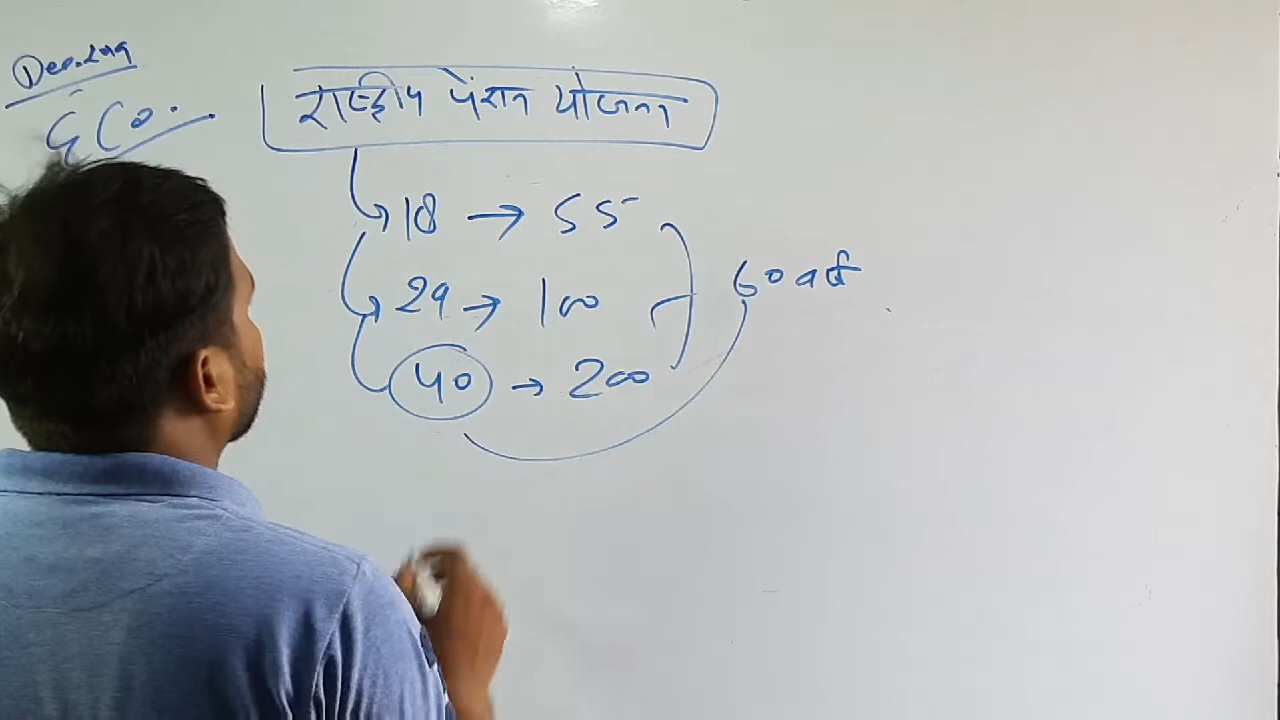 Dec. 2019
ECO.
राष्ट्रीय पेंशन योजना
18 → 55
29 → 100
40 → 200
60 वर्ष